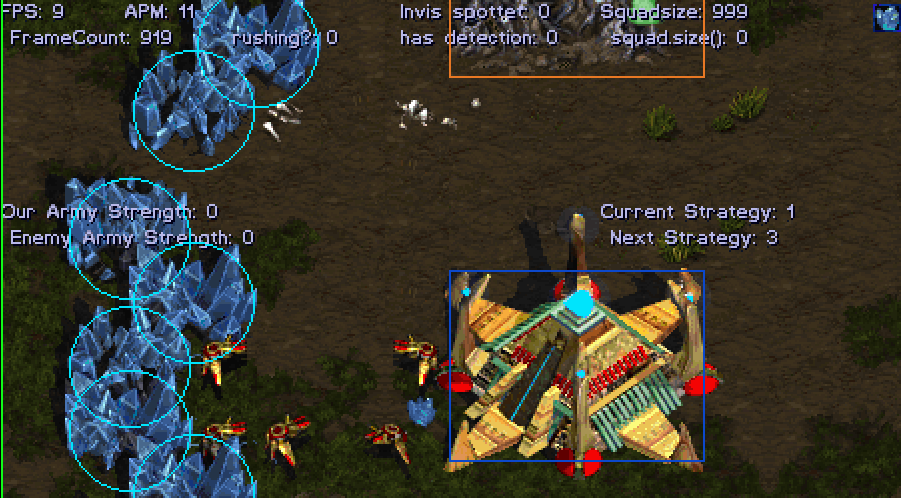 FPS: 9 APM: 11 Invis spottet: 0 Squadsize: 999
FrameCount: 919 rushing?: 0 has detection: 0 squad.size(): 0
Our Army Strength: 0 Current Strategy: 1
Enemy Army Strength: 0 Next Strategy: 3